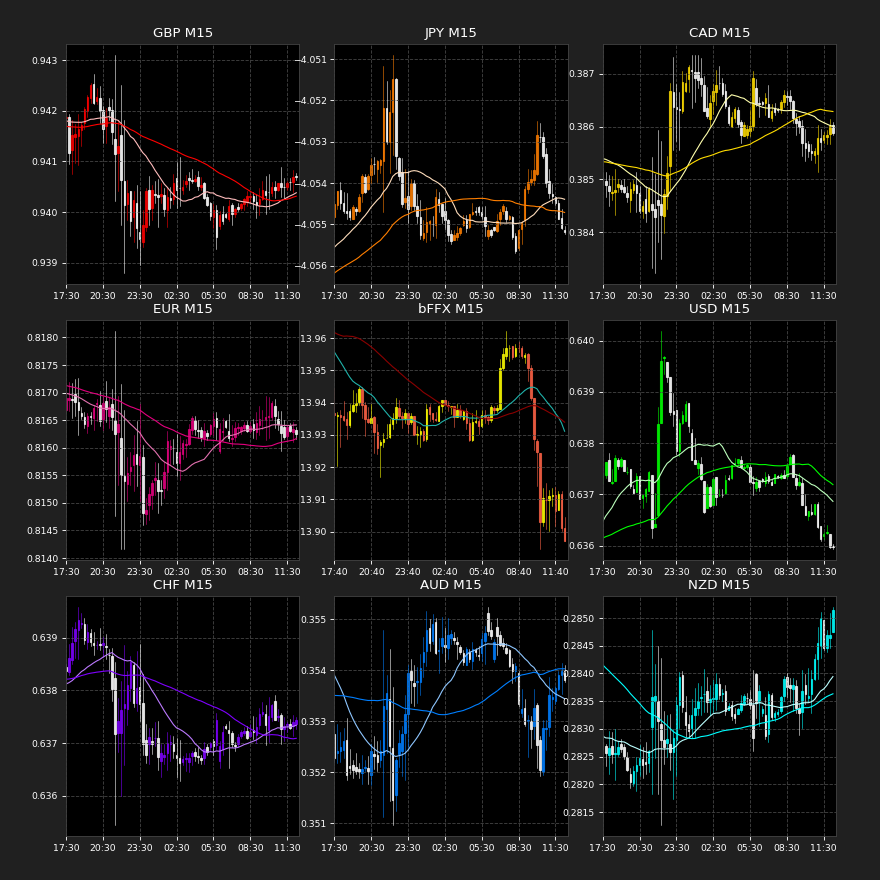 GBP M15
JPY M15
CAD M15
0.943
0.942
0.941
0.940
0.939
17:30 20:30 23:30 02:30 05:30 08:30 11:30
−4.051
−4.052
−4.053
−4.054
−4.055
−4.056
17:30 20:30 23:30 02:30 05:30 08:30 11:30
0.387
0.386
0.385
0.384
17:30 20:30 23:30 02:30 05:30 08:30 11:30
EUR M15
bFFX M15
USD M15
0.8180
0.8175
0.8170
0.8165
0.8160
0.8155
0.8150
0.8145
0.8140
17:30 20:30 23:30 02:30 05:30 08:30 11:30
13.96
13.95
13.94
13.93
13.92
13.91
13.90
17:40 20:40 23:40 02:40 05:40 08:40 11:40
0.640
0.639
0.638
0.637
0.636
17:30 20:30 23:30 02:30 05:30 08:30 11:30
CHF M15
AUD M15
NZD M15
0.639
0.638
0.637
0.636
17:30 20:30 23:30 02:30 05:30 08:30 11:30
0.355
0.354
0.353
0.352
0.351
17:30 20:30 23:30 02:30 05:30 08:30 11:30
0.2850
0.2845
0.2840
0.2835
0.2830
0.2825
0.2820
0.2815
17:30 20:30 23:30 02:30 05:30 08:30 11:30